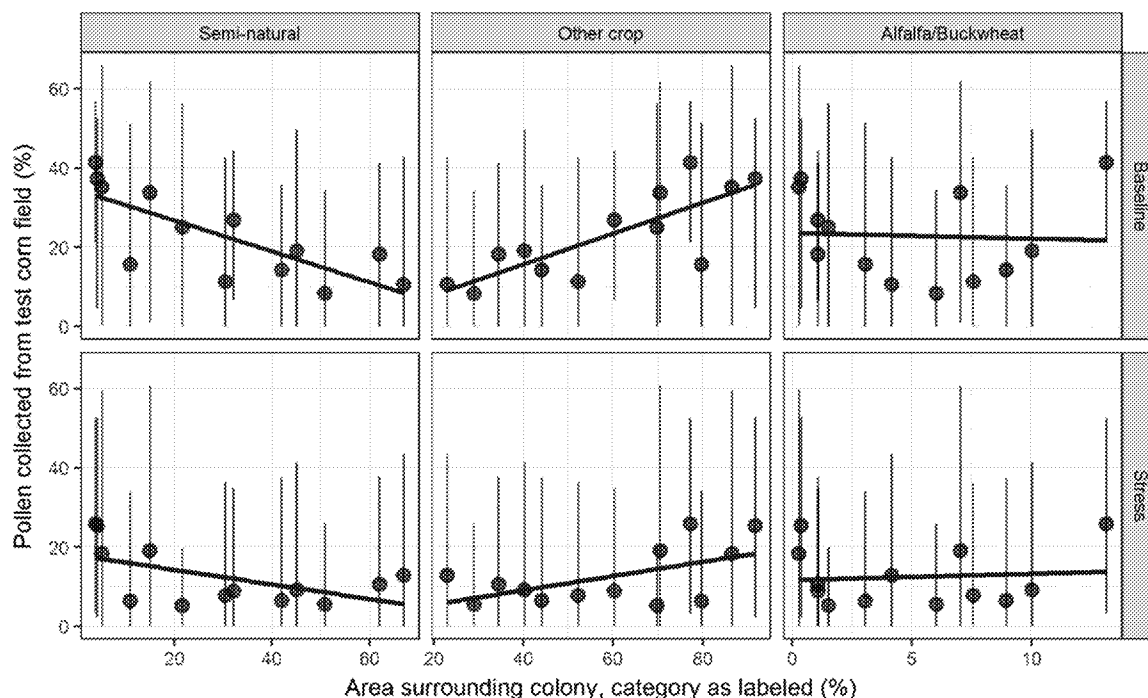 Semi-natural
Other crop
Alfalfa/Buckwheat
Pollen collected from test corn field (%)
60
40
20
0
Baseline
60
40
20
0
Stress
20
40
60
20
40
60
80
0
5
10
Area surrounding colony, category as labeled (%)